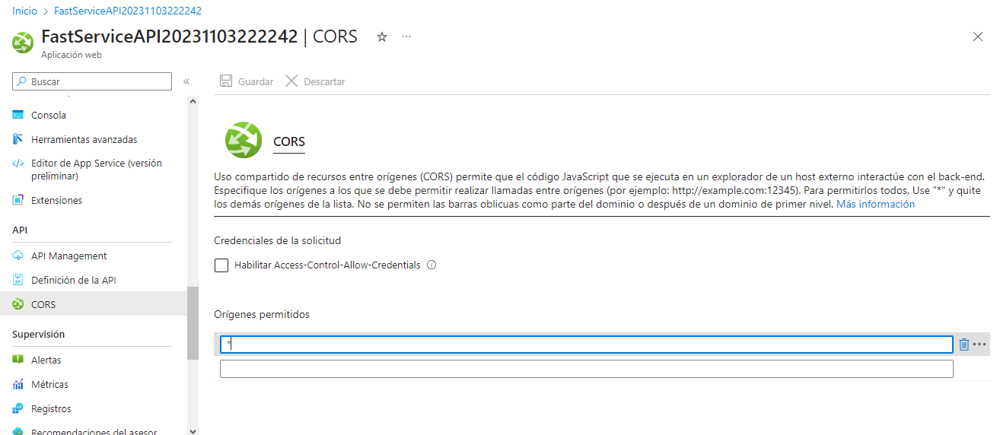 Inicio > FastServiceAPI20231103222242
FastServiceAPI20231103222242 | CORS ☆ ···
Aplicación web
Buscar «
Guardar Descartar
Consola
Herramientas avanzadas
Editor de App Service (versión
preliminar)
Extensiones
API
API Management
Definición de la API
CORS
Supervisión
Alertas
Métricas
Registros
Recomendaciones del asesor
CORS
Uso compartido de recursos entre orígenes (CORS) permite que el código JavaScript que se ejecuta en un explorador de un host externo interactúe con el back-end.
Especifique los orígenes a los que se debe permitir realizar llamadas entre orígenes (por ejemplo: http://example.com:12345). Para permitirlos todos, Use "*" y quite
los demás orígenes de la lista. No se permiten las barras oblicuas como parte del dominio o después de un dominio de primer nivel. Más información
Credenciales de la solicitud
Habilitar Access-Control-Allow-Credentials
Orígenes permitidos
*